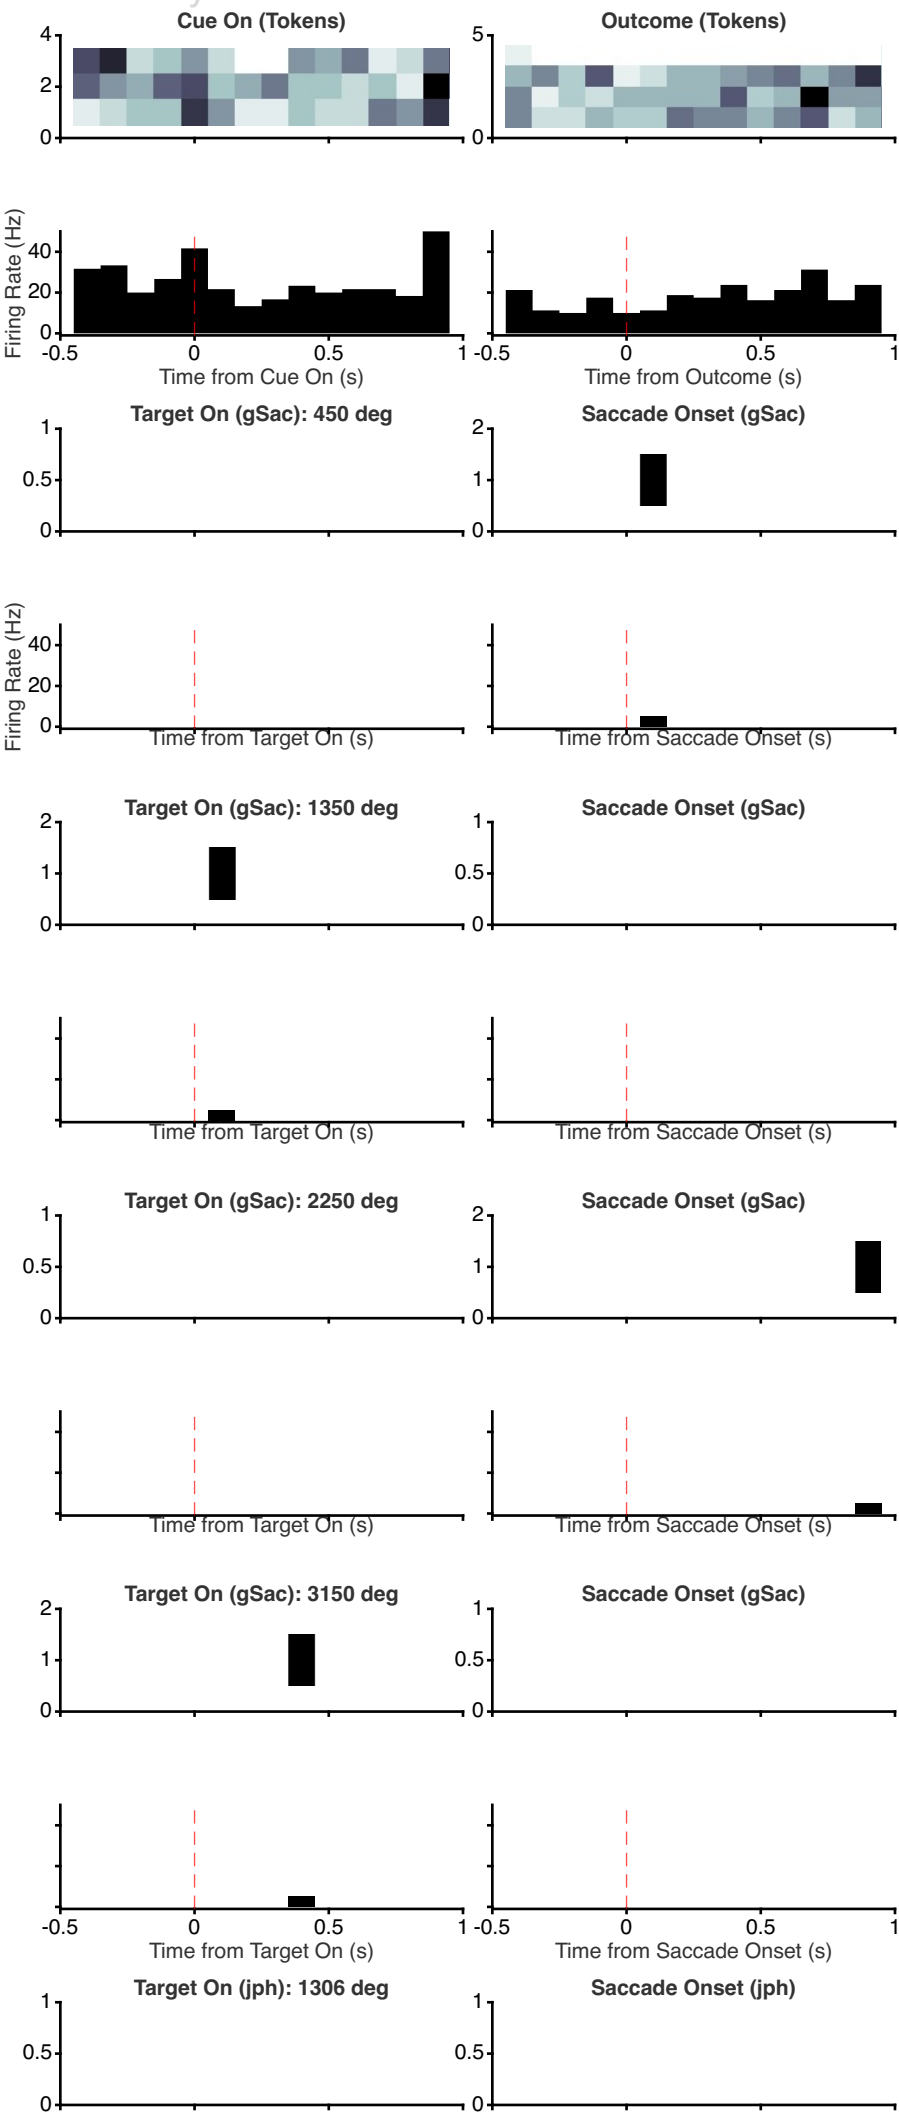 Cue On (Tokens) Outcome (Tokens)
4 5
2
0 0
Firing Rate (Hz)
40
20
0
-0.5 0 0.5 1 -0.5 0 0.5 1
Time from Cue On (s) Time from Outcome (s)
Target On (gSac): 450 deg Saccade Onset (gSac)
1 2
0.5 1
0 0
Firing Rate (Hz)
40
20
0
Time from Target On (s) Time from Saccade Onset (s)
Target On (gSac): 1350 deg Saccade Onset (gSac)
2 1
1 0.5
0 0
Time from Target On (s) Time from Saccade Onset (s)
Target On (gSac): 2250 deg Saccade Onset (gSac)
1 2
0.5 1
0 0
Time from Target On (s) Time from Saccade Onset (s)
Target On (gSac): 3150 deg Saccade Onset (gSac)
2 1
1 0.5
0 0
-0.5 0 0.5 1 -0.5 0 0.5 1
Time from Target On (s) Time from Saccade Onset (s)
Target On (jph): 1306 deg Saccade Onset (jph)
1 1
0.5 0.5
0 0